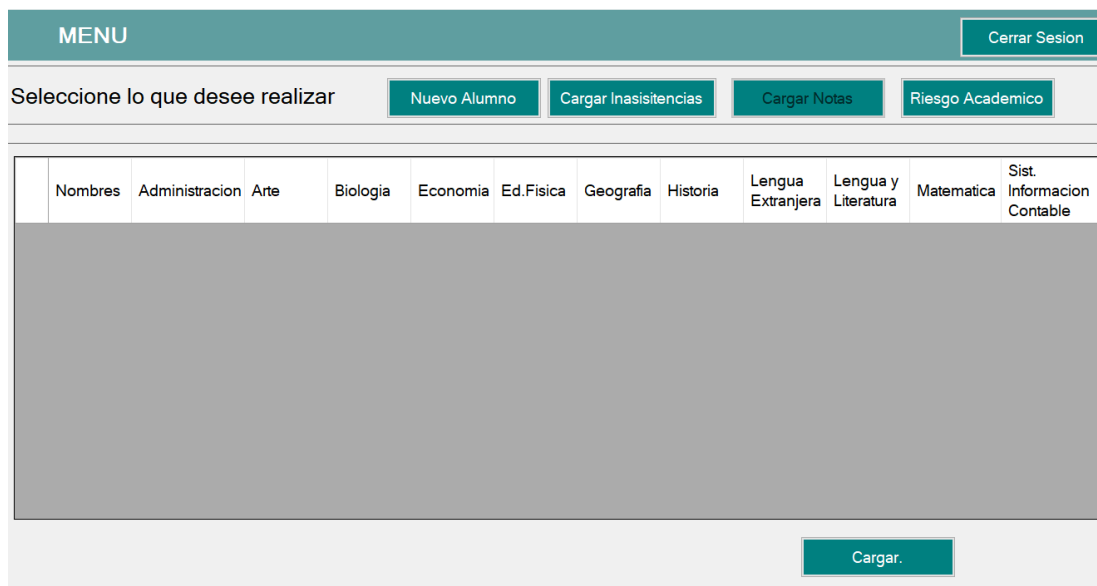 MENU
Cerrar Sesion
Seleccione lo que desee realizar
Nuevo Alumno
Cargar Inasisitencias
Cargar Notas
Riesgo Academico
Nombres
Administracion
Arte
Biologia
Economia
Ed.Fisica
Geografia
Historia
Lengua
Extranjera
Lengua y
Literatura
Matematica
Sist.
Informacion
Contable
Cargar.